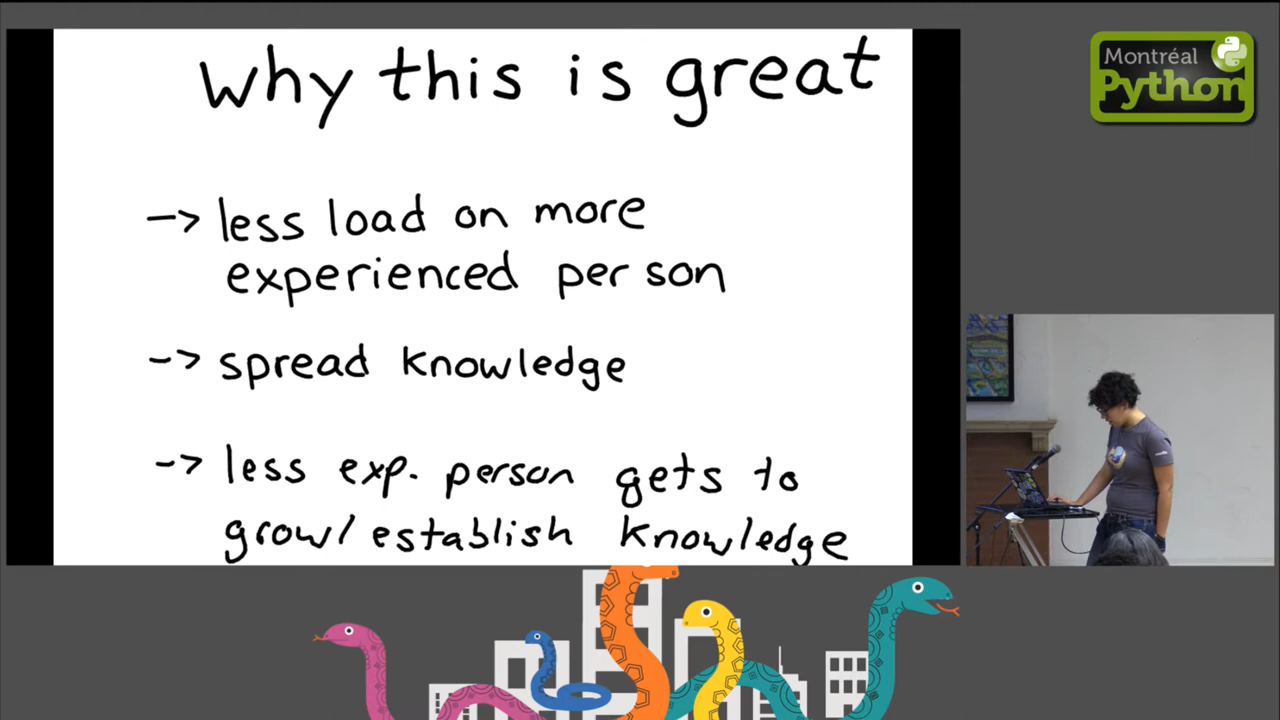 why this is great
-> less load on more
experienced person
-> spread knowledge
-> less exp. person gets to
grow/establish knowledge
Montréal
Python